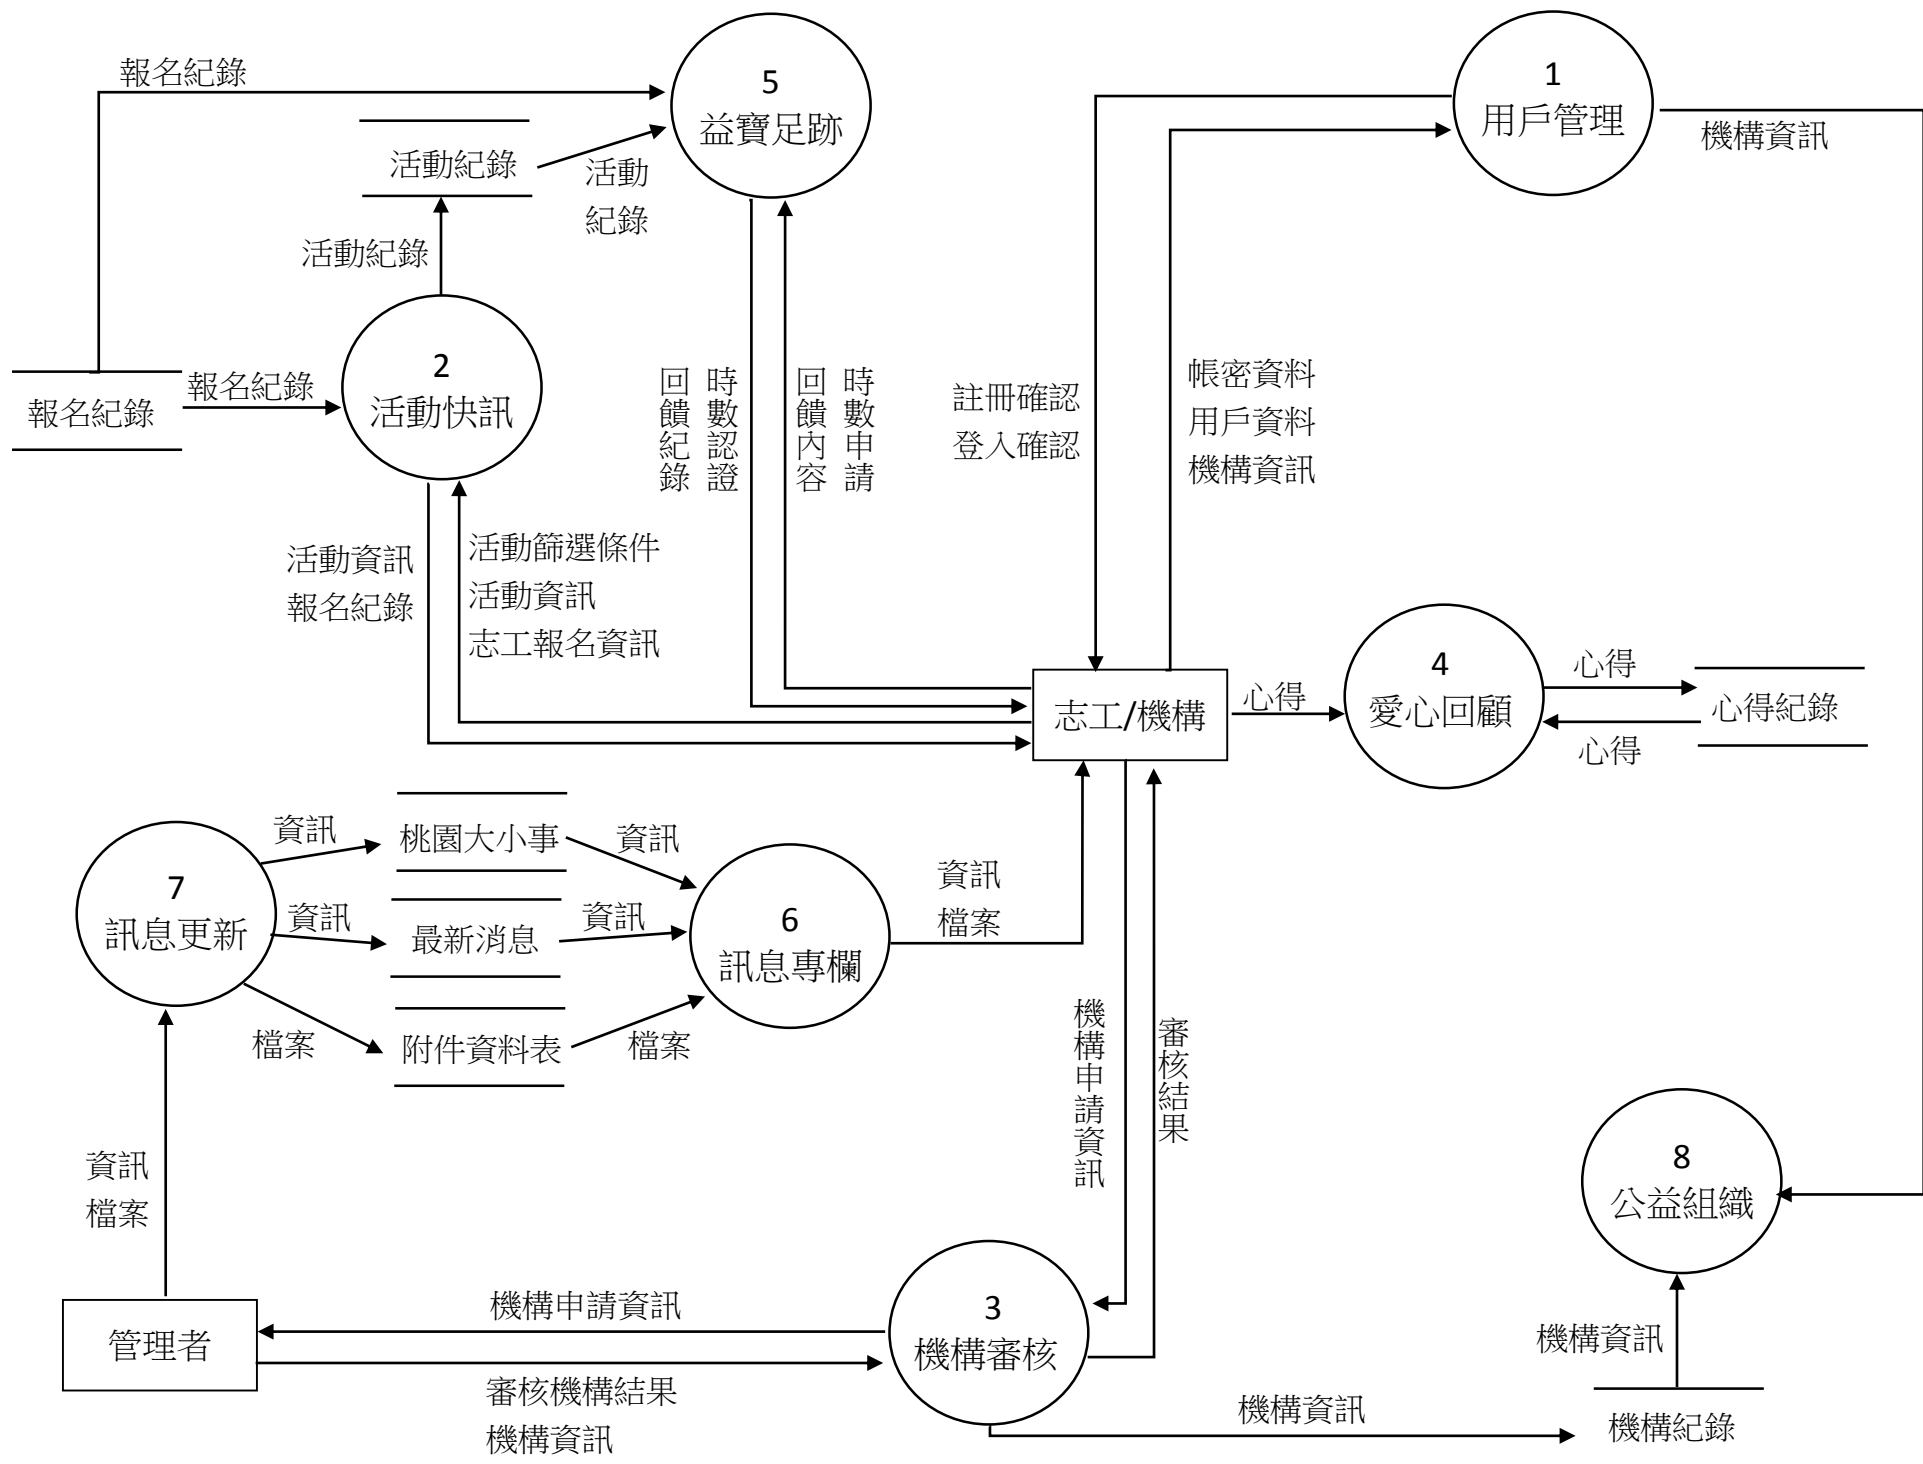 報名紀錄
5
益寶足跡
1
用戶管理
機構資訊
活動紀錄
活動
紀錄
活動紀錄
2
活動快訊
報名紀錄
報名紀錄
回饋紀錄
時數認證
回饋內容
時數申請
註冊確認
登入確認
帳密資料
用戶資料
機構資訊
活動資訊
報名紀錄
活動篩選條件
活動資訊
志工報名資訊
志工/機構
心得
4
愛心回顧
心得
心得紀錄
心得
7
訊息更新
資訊
桃園大小事
資訊
資訊
最新消息
資訊
檔案
附件資料表
檔案
6
訊息專欄
資訊
檔案
機構申請資訊
審核結果
資訊
檔案
8
公益組織
管理者
機構申請資訊
3
機構審核
審核機構結果
機構資訊
機構資訊
機構資訊
機構紀錄